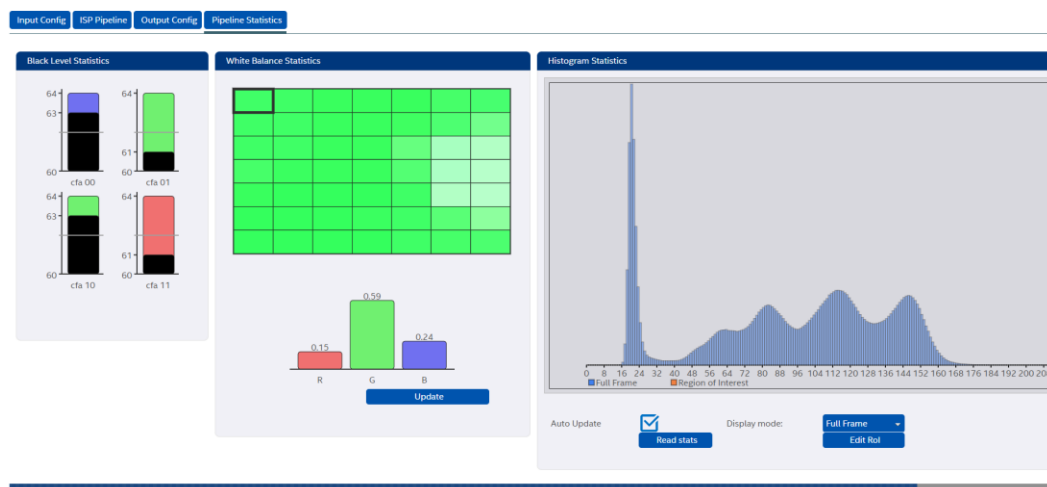 Input Config ISP Pipeline Output Config Pipeline Statistics
Black Level Statistics
64
63
60
cfa 00
64
61
60
cfa 01
64
63
60
cfa 10
64
61
60
cfa 11
White Balance Statistics
0.15
0.59
0.24
R G B
Update
Histogram Statistics
0 8 16 24 32 40 48 56 64 72 80 88 96 104 112 120 128 136 144 152 160 168 176 184 192 200
Full Frame Region of Interest
Auto Update Display mode: Full Frame
Read stats Edit RoI